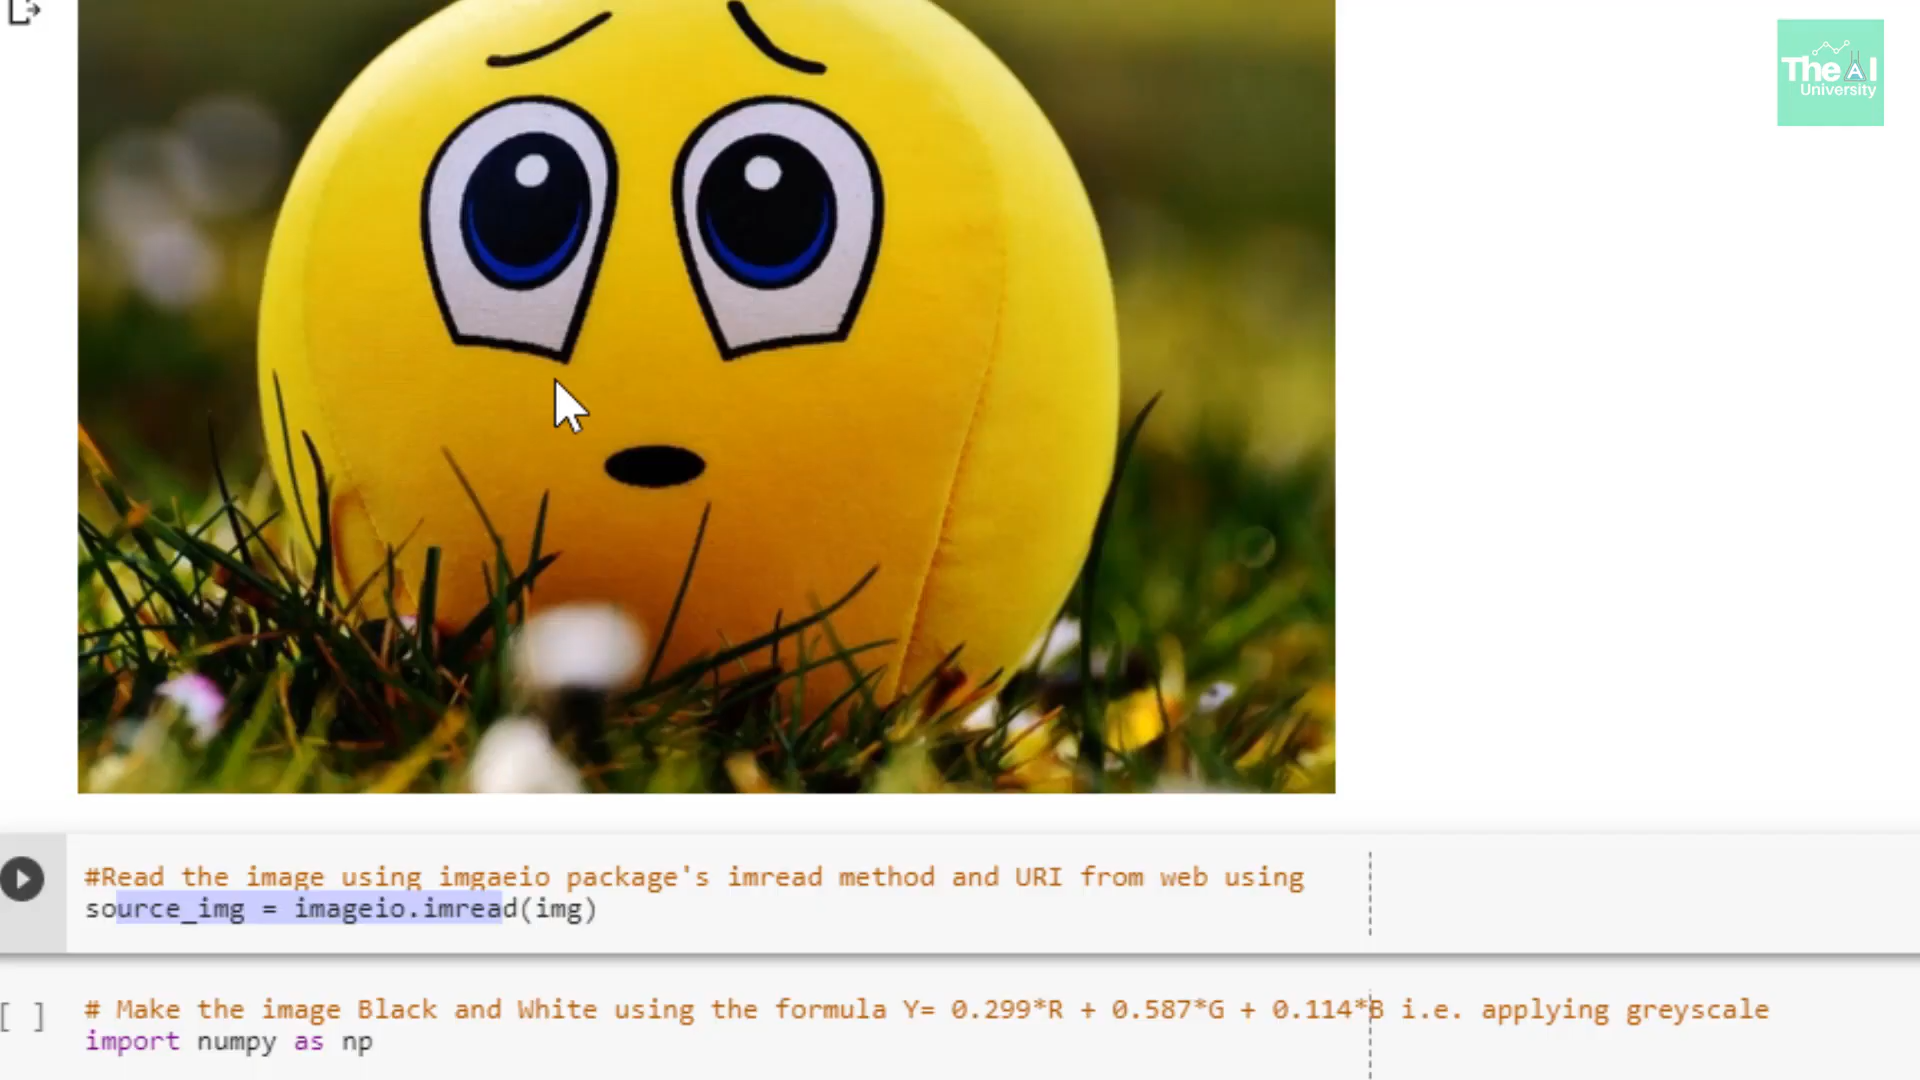 The AI
University
#Read the image using imgaeio package's imread method and URI from web using
source_img = imageio.imread(img)
[ ] # Make the image Black and White using the formula Y= 0.299*R + 0.587*G + 0.114*B i.e. applying greyscale
import numpy as np